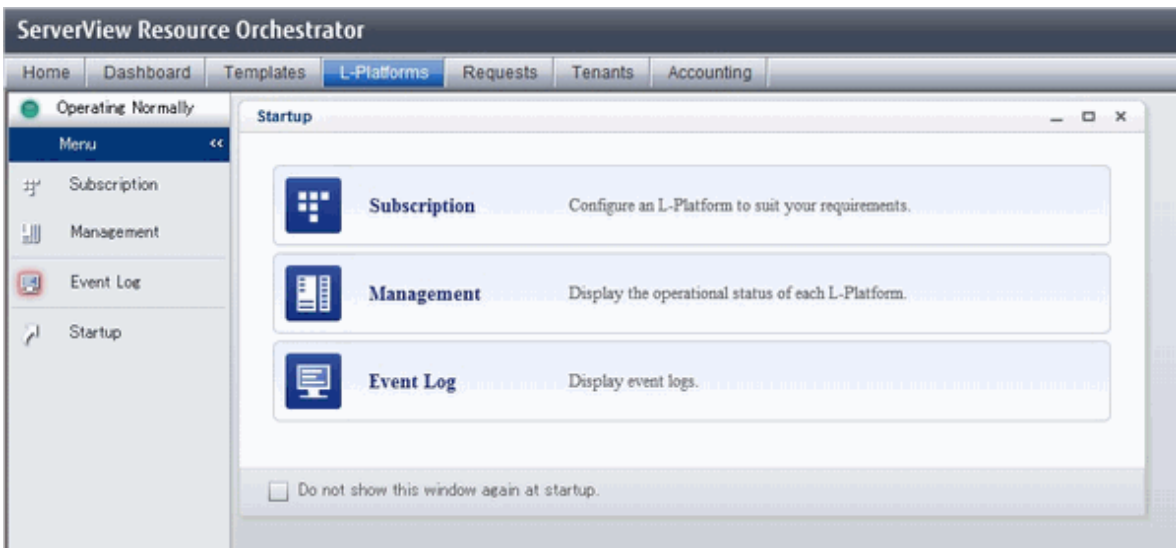 ServerView Resource Orchestrator
Home Dashboard Templates L-Platforms Requests Tenants Accounting
Operating Normally
Menu <<
Subscription
Management
Event Log
Startup
Startup
Subscription Configure an L-Platform to suit your requirements.
Management Display the operational status of each L-Platform.
Event Log Display event logs.
Do not show this window again at startup.